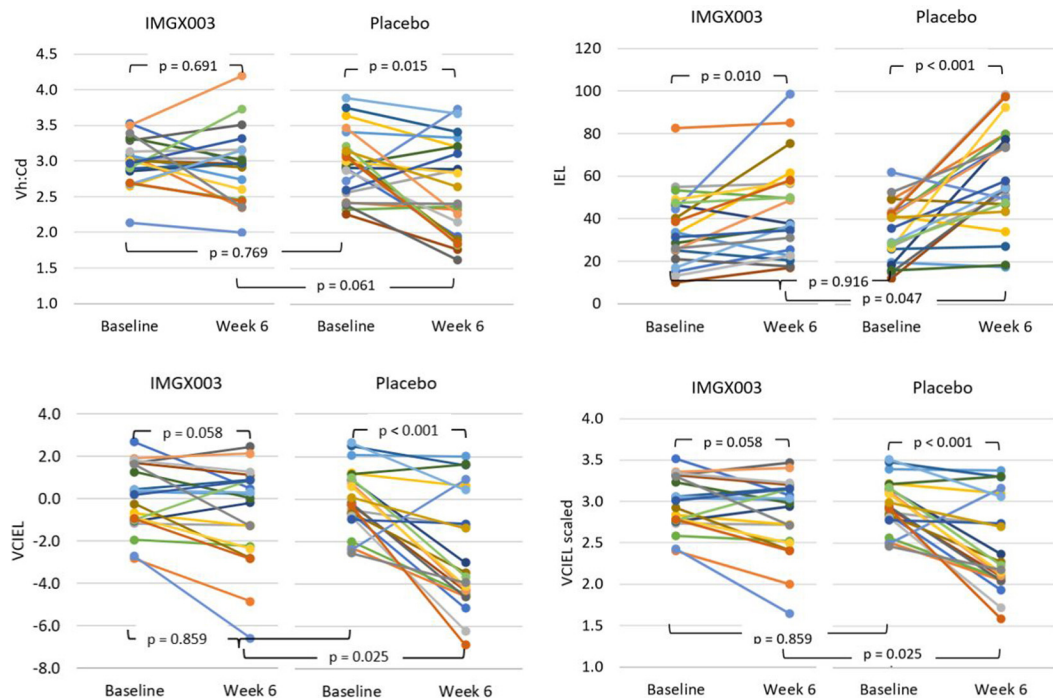 IMGX003 Placebo
4.5
4.0
3.5
3.0
2.5
2.0
1.5
1.0
Vh:Cd
p = 0.691 p = 0.015
p = 0.769
p = 0.061
Baseline Week 6 Baseline Week 6
IMGX003 Placebo
120
100
80
60
40
20
0
IEL
p = 0.010 p < 0.001
p = 0.916
p = 0.047
Baseline Week 6 Baseline Week 6
IMGX003 Placebo
4.0
2.0
0.0
-2.0
-4.0
-6.0
-8.0
VCIEL
p = 0.058 p < 0.001
p = 0.859
p = 0.025
Baseline Week 6 Baseline Week 6
IMGX003 Placebo
4.0
3.5
3.0
2.5
2.0
1.5
1.0
VCIEL scaled
p = 0.058 p <0.001
p = 0.859
p = 0.025
Baseline Week 6 Baseline Week 6